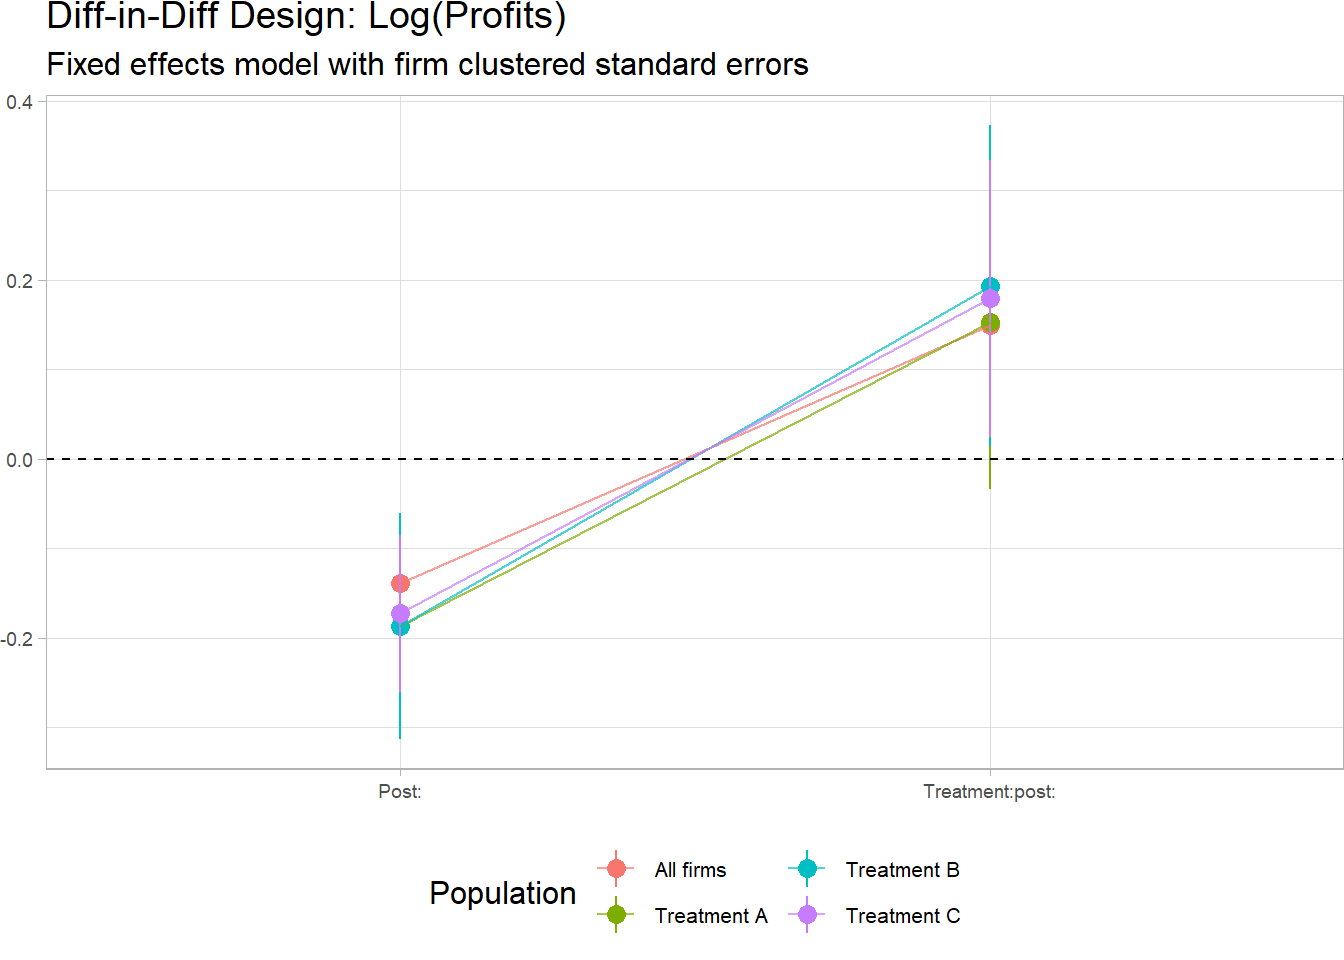 Diff-in-Diff Design: Log(Profits)
Fixed effects model with firm clustered standard errors
0.4
0.2
0.0
-0.2
Post:
Treatment:post:
Population
All firms
Treatment B
Treatment A
Treatment C